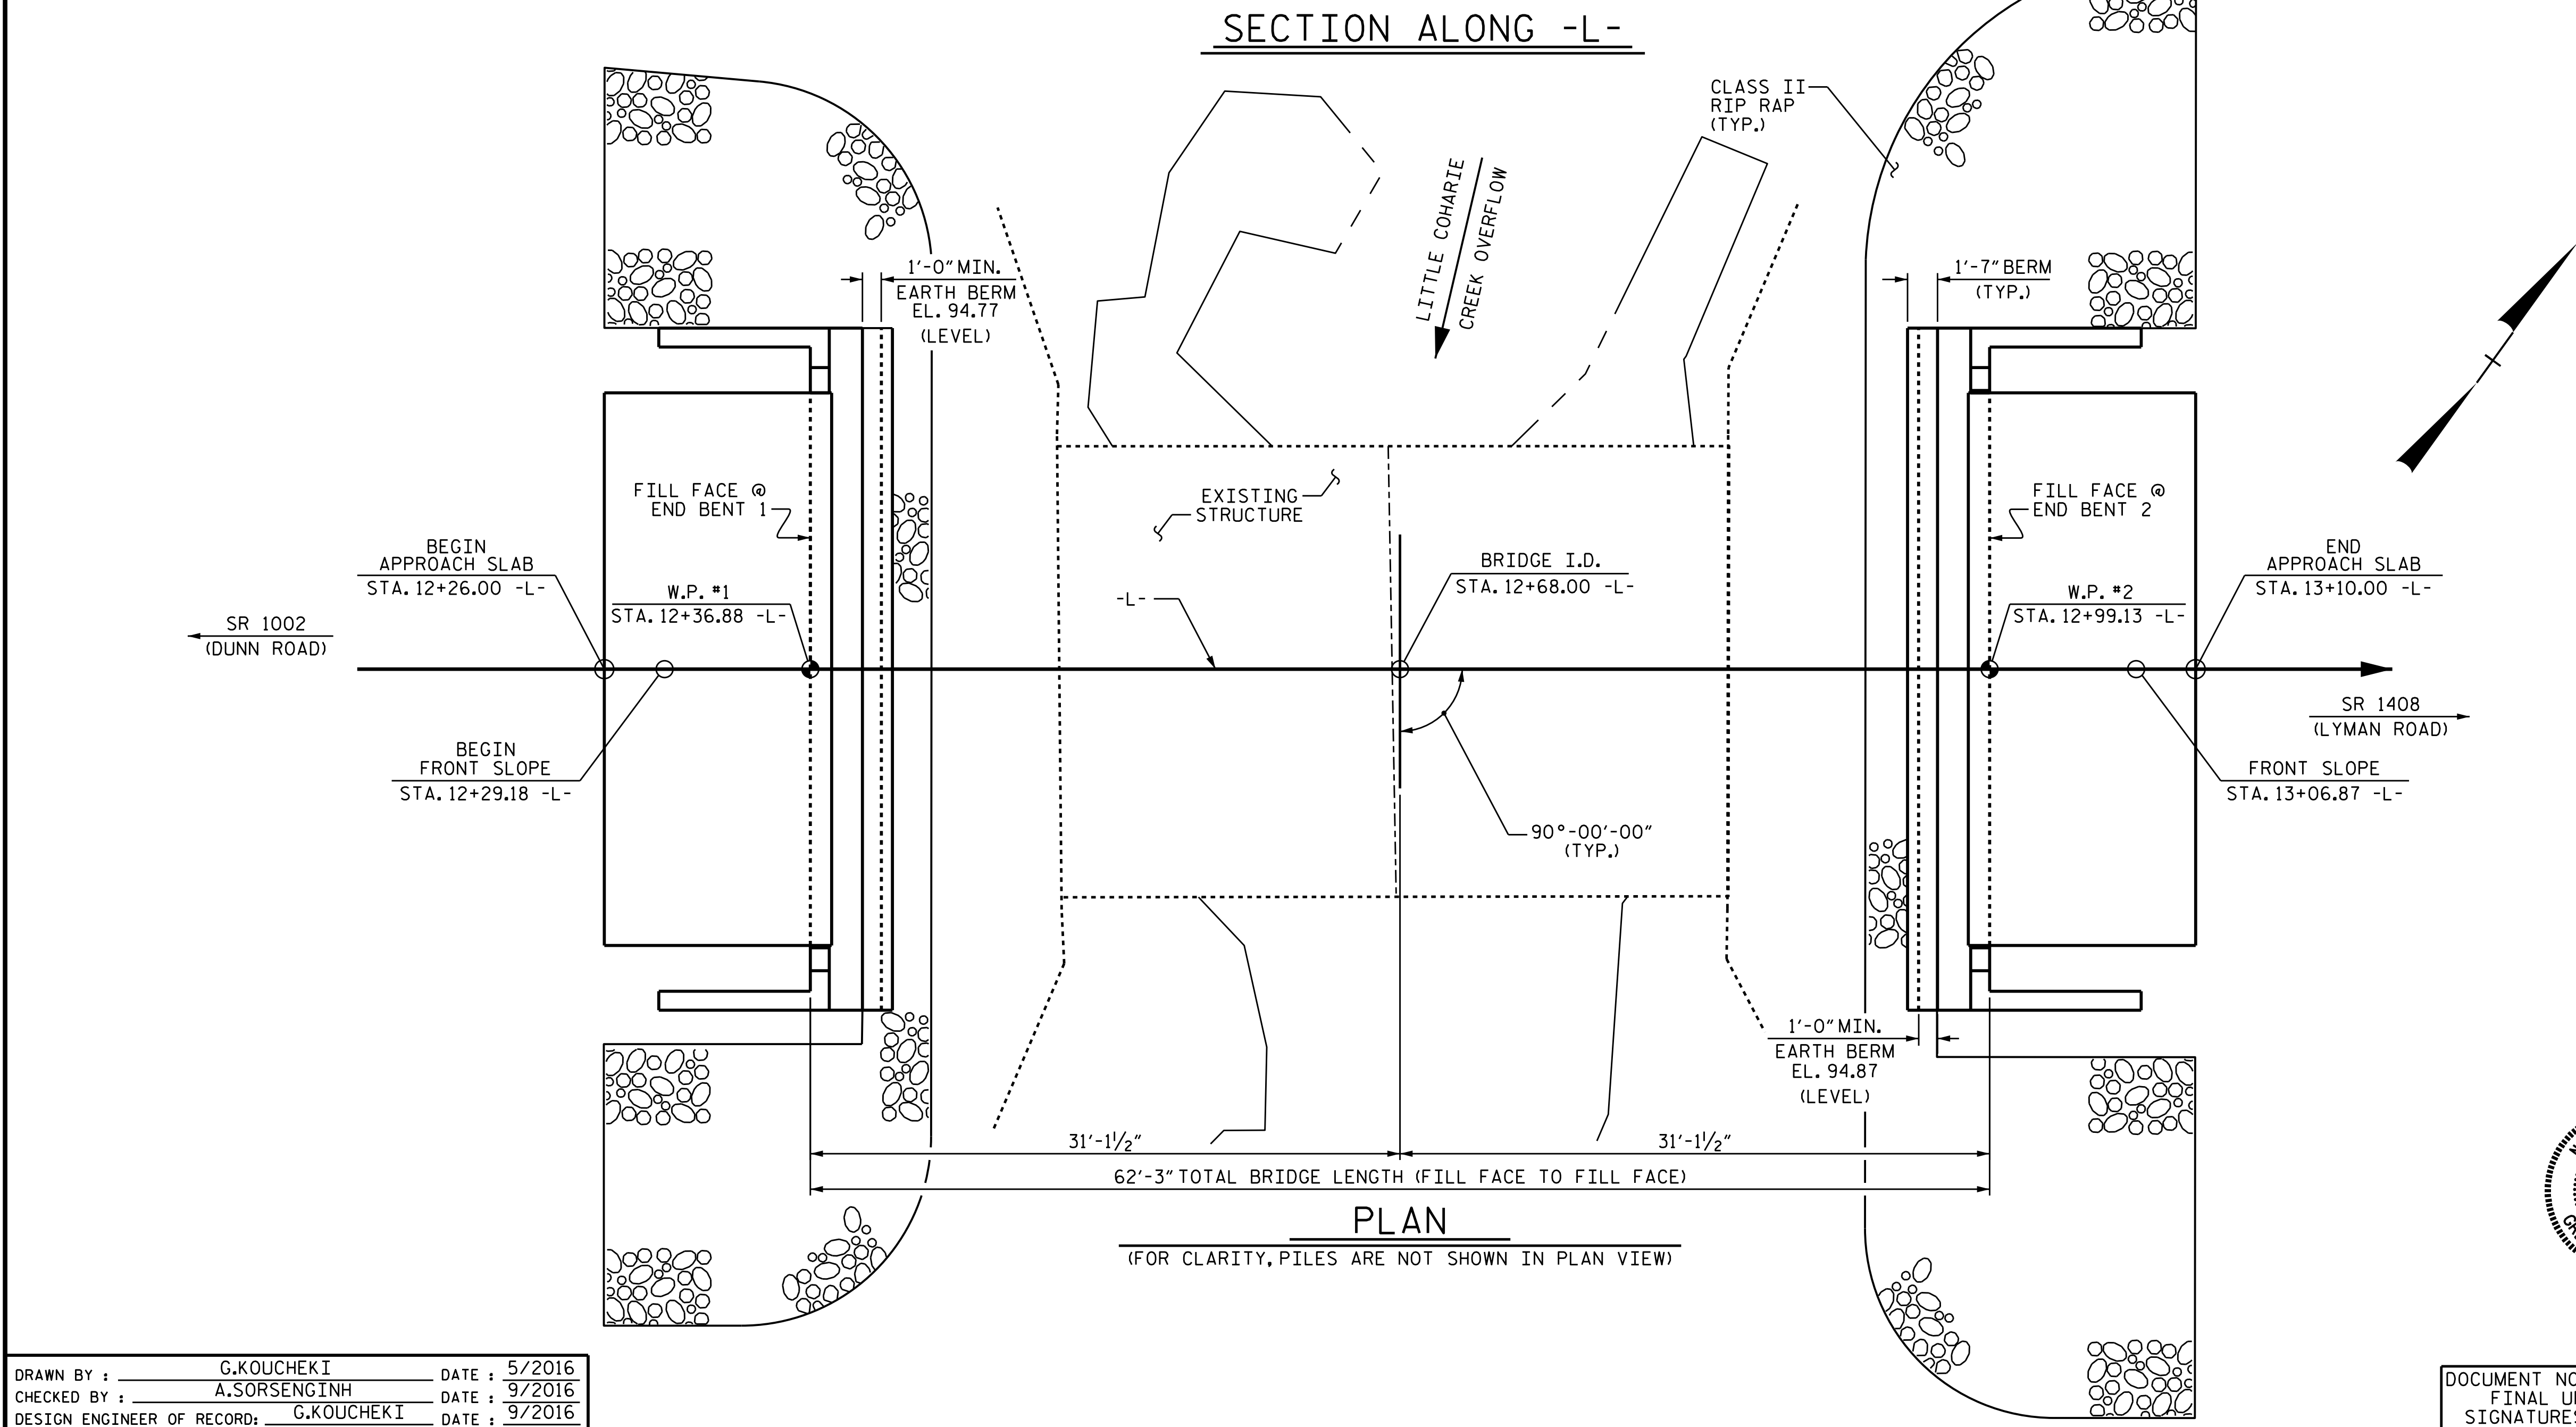 SECTION ALONG -L-
CLASS II
RIP RAP
(TYP.)
LITTLE COHARIE
CREEK OVERFLOW
1'-0" MIN.
EARTH BERM
EL. 94.77
(LEVEL)
1'-7" BERM
(TYP.)
FILL FACE @
END BENT 1
EXISTING
STRUCTURE
FILL FACE @
END BENT 2
BEGIN
APPROACH SLAB
STA. 12+26.00 -L-
W.P. #1
STA. 12+36.88 -L-
-L-
BRIDGE I.D.
STA. 12+68.00 -L-
W.P. #2
STA. 12+99.13 -L-
END
APPROACH SLAB
STA. 13+10.00 -L-
SR 1002
(DUNN ROAD)
SR 1408
(LYMAN ROAD)
BEGIN
FRONT SLOPE
STA. 12+29.18 -L-
FRONT SLOPE
STA. 13+06.87 -L-
90°-00'-00"
(TYP.)
1'-0" MIN.
EARTH BERM
EL. 94.87
(LEVEL)
31'-1½"
31'-1½"
62'-3" TOTAL BRIDGE LENGTH (FILL FACE TO FILL FACE)
PLAN
(FOR CLARITY, PILES ARE NOT SHOWN IN PLAN VIEW)
DRAWN BY : G.KOUCHEKI DATE : 5/2016
CHECKED BY : A.SORSENGINH DATE : 9/2016
DESIGN ENGINEER OF RECORD: G.KOUCHEKI DATE : 9/2016
DOCUMENT NO
FINAL U
SIGNATURES